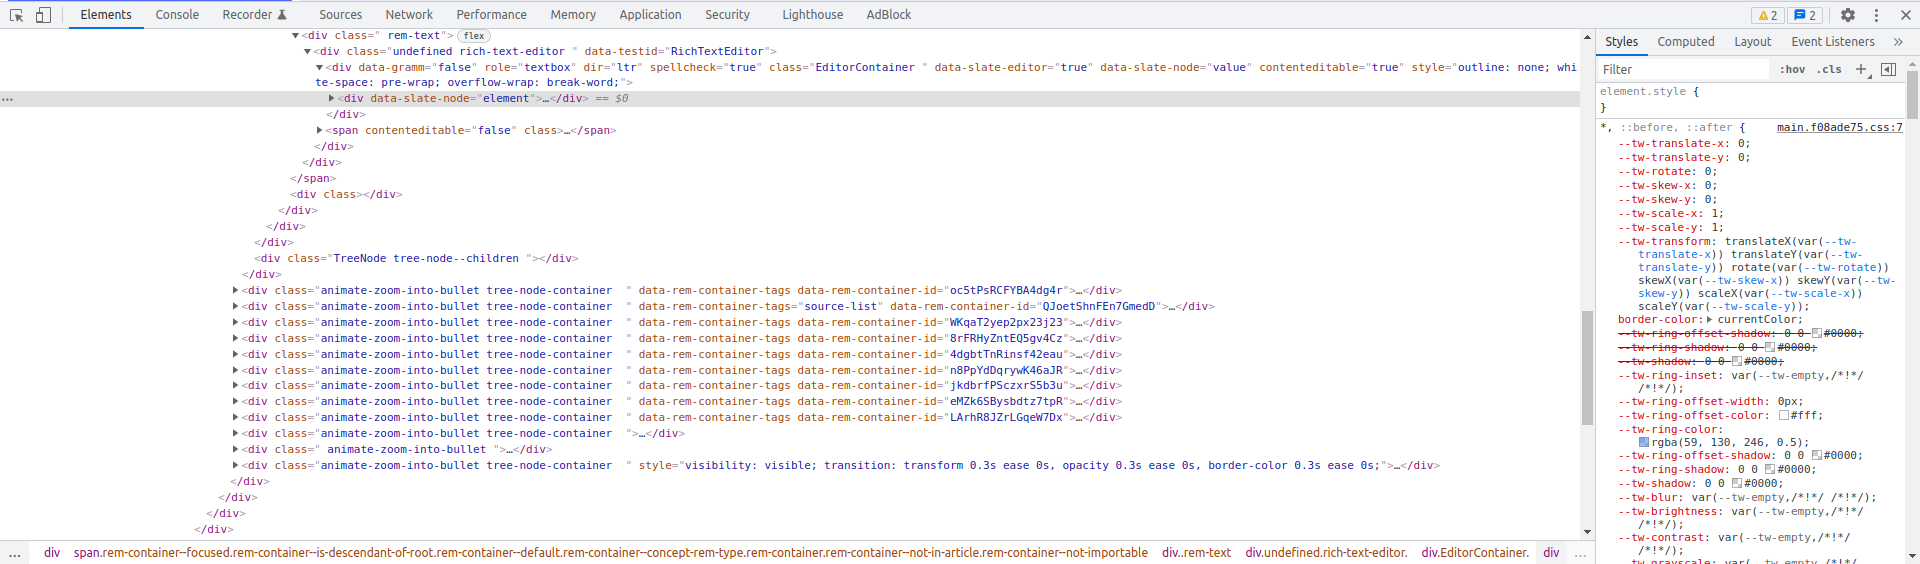 Elements Console Recorder Sources Network Performance Memory Application Security Lighthouse AdBlock 2 2
<div class=" rem-text"> flex
<div class="undefined rich-text-editor " data-testid="RichTextEditor">
<div data-gramm="false" role="textbox" dir="ltr" spellcheck="true" class="EditorContainer " data-slate-editor="true" data-slate-node="value" contenteditable="true" style="outline: none; whi
te-space: pre-wrap; overflow-wrap: break-word;">
… <div data-slate-node="element">…</div> == $0
</div>
<span contenteditable="false" class>…</span>
</div>
</div>
</span>
<div class></div>
</div>
</div>
</div>
<div class="TreeNode tree-node--children "></div>
</div>
<div class="animate-zoom-into-bullet tree-node-container  " data-rem-container-tags data-rem-container-id="oc5tPsRCFYBA4dg4r">…</div>
<div class="animate-zoom-into-bullet tree-node-container  " data-rem-container-tags="source-list" data-rem-container-id="QJoetShnFEn7GmedD">…</div>
<div class="animate-zoom-into-bullet tree-node-container  " data-rem-container-tags data-rem-container-id="WKqaT2yep2px23j23">…</div>
<div class="animate-zoom-into-bullet tree-node-container  " data-rem-container-tags data-rem-container-id="8rFRHyZntEQ5gv4Cz">…</div>
<div class="animate-zoom-into-bullet tree-node-container  " data-rem-container-tags data-rem-container-id="4dgbtTnRinsf42eau">…</div>
<div class="animate-zoom-into-bullet tree-node-container  " data-rem-container-tags data-rem-container-id="n8PpYdDqrywK46aJR">…</div>
<div class="animate-zoom-into-bullet tree-node-container  " data-rem-container-tags data-rem-container-id="jkdbrfPSczxrS5b3u">…</div>
<div class="animate-zoom-into-bullet tree-node-container  " data-rem-container-tags data-rem-container-id="eMZk6SBysbdtz7tpR">…</div>
<div class="animate-zoom-into-bullet tree-node-container  " data-rem-container-tags data-rem-container-id="LArhR8JZrLGqeW7Dx">…</div>
<div class="animate-zoom-into-bullet tree-node-container  ">…</div>
<div class=" animate-zoom-into-bullet ">…</div>
<div class="animate-zoom-into-bullet tree-node-container  " style="visibility: visible; transition: transform 0.3s ease 0s, opacity 0.3s ease 0s, border-color 0.3s ease 0s;">…</div>
</div>
</div>
</div>
</div>
… div span.rem-container--focused.rem-container--is-descendant-of-root.rem-container--default.rem-container--concept-rem-type.rem-container.rem-container--not-in-article.rem-container--not-importable div..rem-text div.undefined.rich-text-editor. div.EditorContainer. div …
Styles Computed Layout Event Listeners »
Filter :hov .cls +
element.style {
}
*, ::before, ::after { main.f08ade75.css:7
--tw-translate-x: 0;
--tw-translate-y: 0;
--tw-rotate: 0;
--tw-skew-x: 0;
--tw-skew-y: 0;
--tw-scale-x: 1;
--tw-scale-y: 1;
--tw-transform: translateX(var(--tw-
translate-x)) translateY(var(--tw-
translate-y)) rotate(var(--tw-rotate))
skewX(var(--tw-skew-x)) skewY(var(--tw-
skew-y)) scaleX(var(--tw-scale-x))
scaleY(var(--tw-scale-y));
border-color: currentColor;
--tw-ring-offset-shadow: 0 0 #0000;
--tw-ring-shadow: 0 0 #0000;
--tw-shadow: 0 0 #0000;
--tw-ring-inset: var(--tw-empty,/*!*/
/*!*/);
--tw-ring-offset-width: 0px;
--tw-ring-offset-color: #fff;
--tw-ring-color:
rgba(59, 130, 246, 0.5);
--tw-ring-offset-shadow: 0 0 #0000;
--tw-ring-shadow: 0 0 #0000;
--tw-shadow: 0 0 #0000;
--tw-blur: var(--tw-empty,/*!*/ /*!*/);
--tw-brightness: var(--tw-empty,/*!*/
/*!*/);
--tw-contrast: var(--tw-empty,/*!*/
/*!*/);
--tw-grayscale: var(--tw-empty,/*!*/